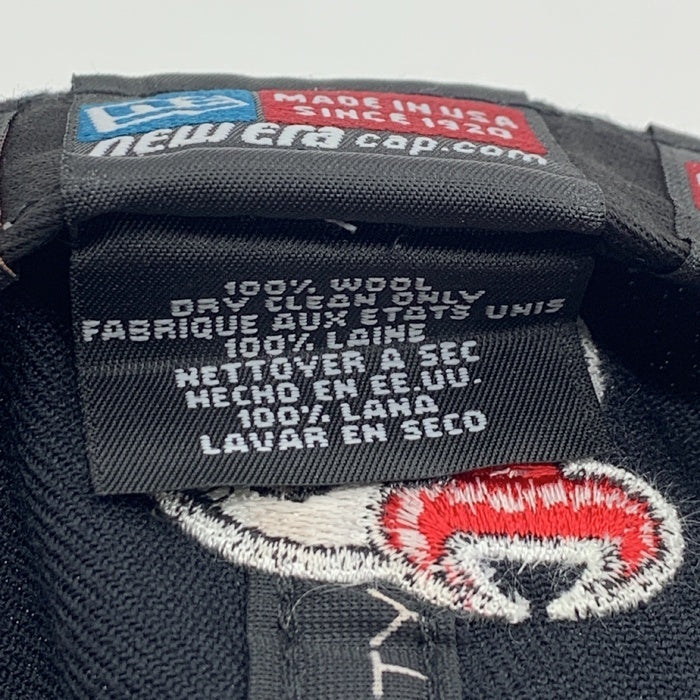 MADE IN USA
SINCE 1920
new era cap.com
100% WOOL
DRY CLEAN ONLY
FABRIQUE AUX ETATS UNIS
100% LAINE
NETTOYER A SEC
HECHO EN EE.UU.
100% LANA
LAVAR EN SECO
TY